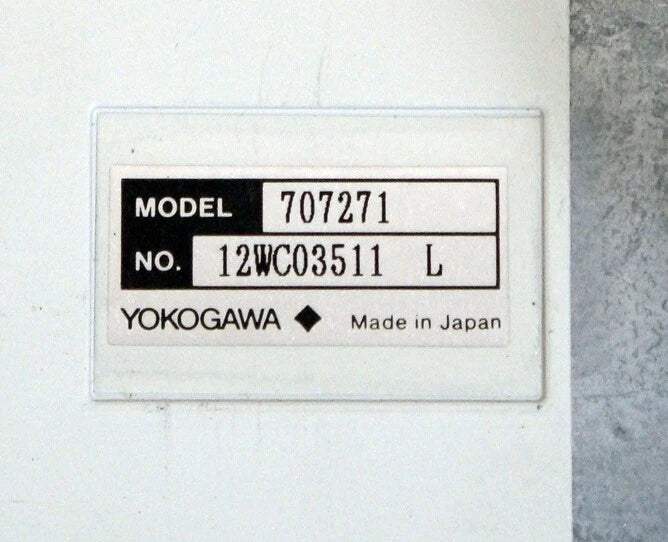 MODEL 707271
NO. 12WC03511 L
YOKOGAWA ◆ Made in Japan